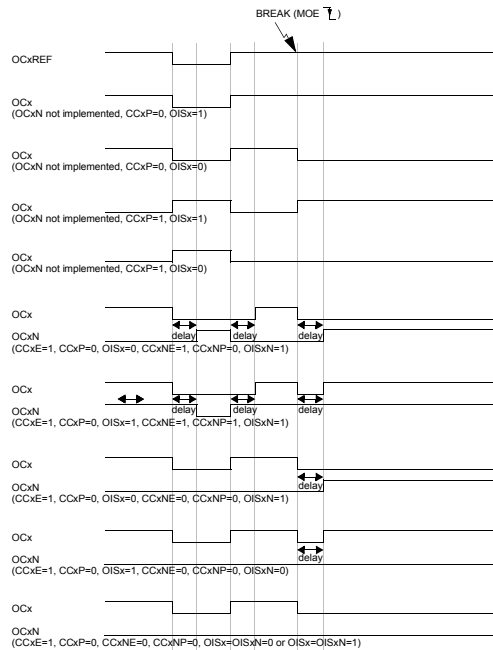 BREAK (MOE )
OCxREF
OCx
(OCxN not implemented, CCxP=0, OISx=1)
OCx
(OCxN not implemented, CCxP=0, OISx=0)
OCx
(OCxN not implemented, CCxP=1, OISx=1)
OCx
(OCxN not implemented, CCxP=1, OISx=0)
OCx
delay delay delay
OCxN
(CCxE=1, CCxP=0, OISx=0, CCxNE=1, CCxNP=0, OISxN=1)
OCx
delay delay delay
OCxN
(CCxE=1, CCxP=0, OISx=1, CCxNE=1, CCxNP=1, OISxN=1)
OCx
delay
OCxN
(CCxE=1, CCxP=0, OISx=0, CCxNE=0, CCxNP=0, OISxN=1)
OCx
OCxN
delay
(CCxE=1, CCxP=0, OISx=1, CCxNE=0, CCxNP=0, OISxN=0)
OCx
OCxN
(CCxE=1, CCxP=0, CCxNE=0, CCxNP=0, OISx=OISxN=0 or OISx=OISxN=1)